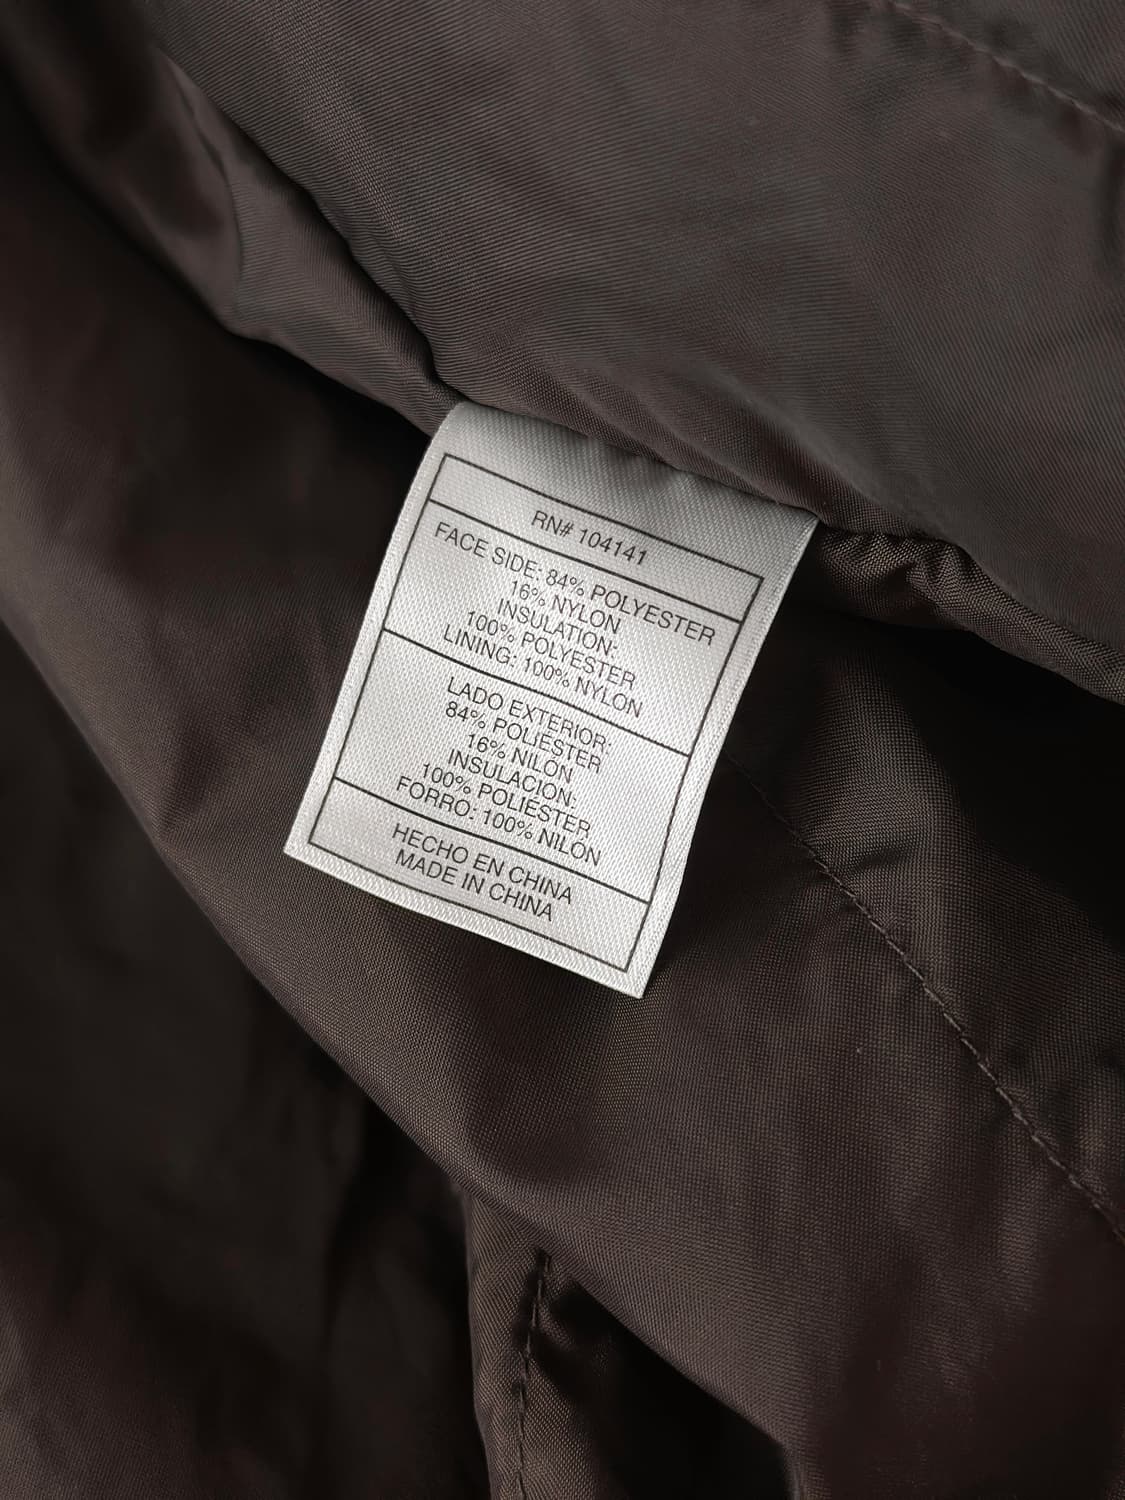 RN# 104141
FACE SIDE: 84% POLYESTER
16% NYLON
INSULATION:
100% POLYESTER
LINING: 100% NYLON
LADO EXTERIOR:
84% POLIESTER
16% NILON
INSULACION:
100% POLIESTER
FORRO: 100% NILON
HECHO EN CHINA
MADE IN CHINA